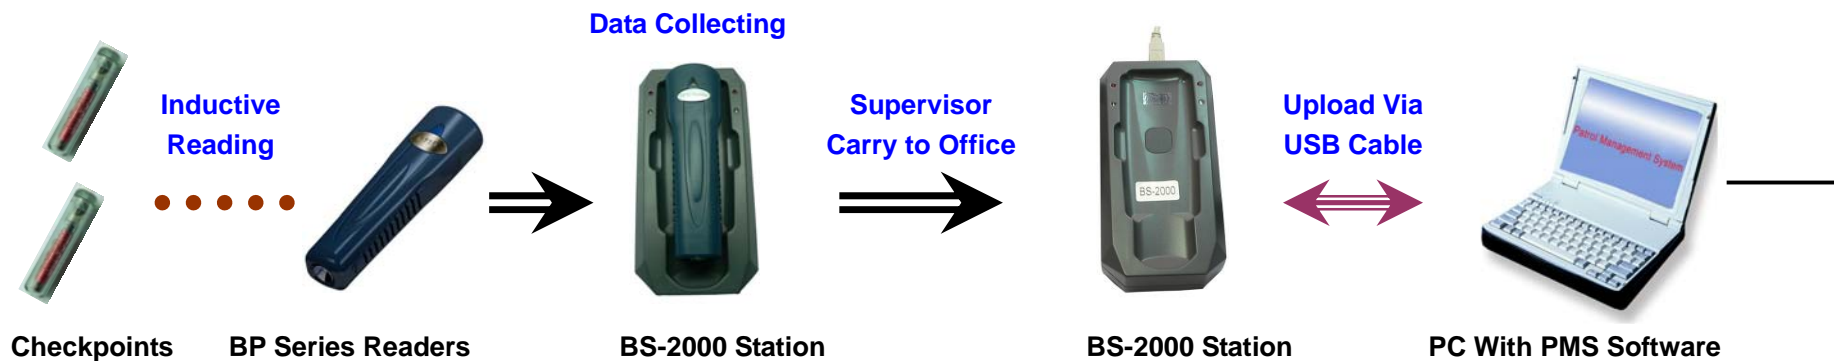 Data Collecting
Inductive
Reading
Supervisor
Carry to Office
Upload Via
USB Cable
Patrol Management System
BS-2000
Checkpoints
BP Series Readers
BS-2000 Station
BS-2000 Station
PC With PMS Software